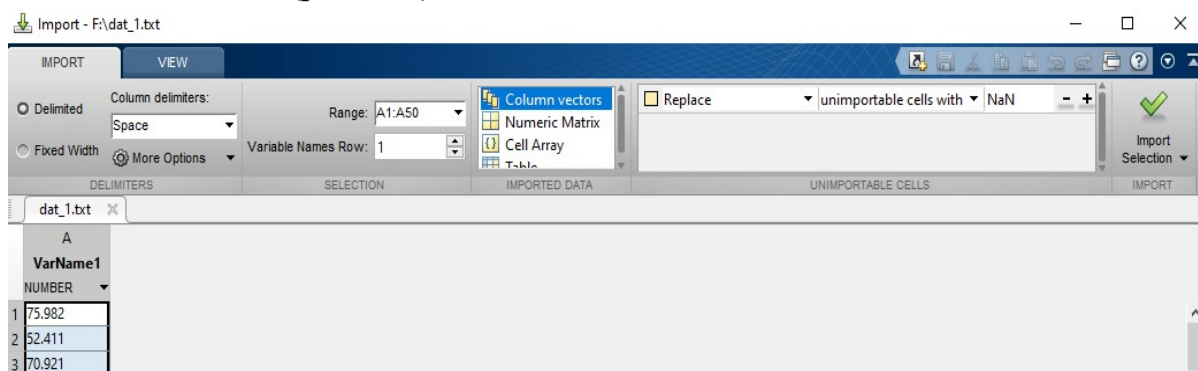 Import - F:\dat_1.txt
IMPORT VIEW
Delimited Column delimiters: Range: A1:A50 Column vectors Replace unimportable cells with NaN - +
Space Numeric Matrix
Fixed Width More Options Variable Names Row: 1 Cell Array Import
Table Selection
DELIMITERS SELECTION IMPORTED DATA UNIMPORTABLE CELLS IMPORT
dat_1.txt
A
VarName1
NUMBER
1 75.982
2 52.411
3 70.921